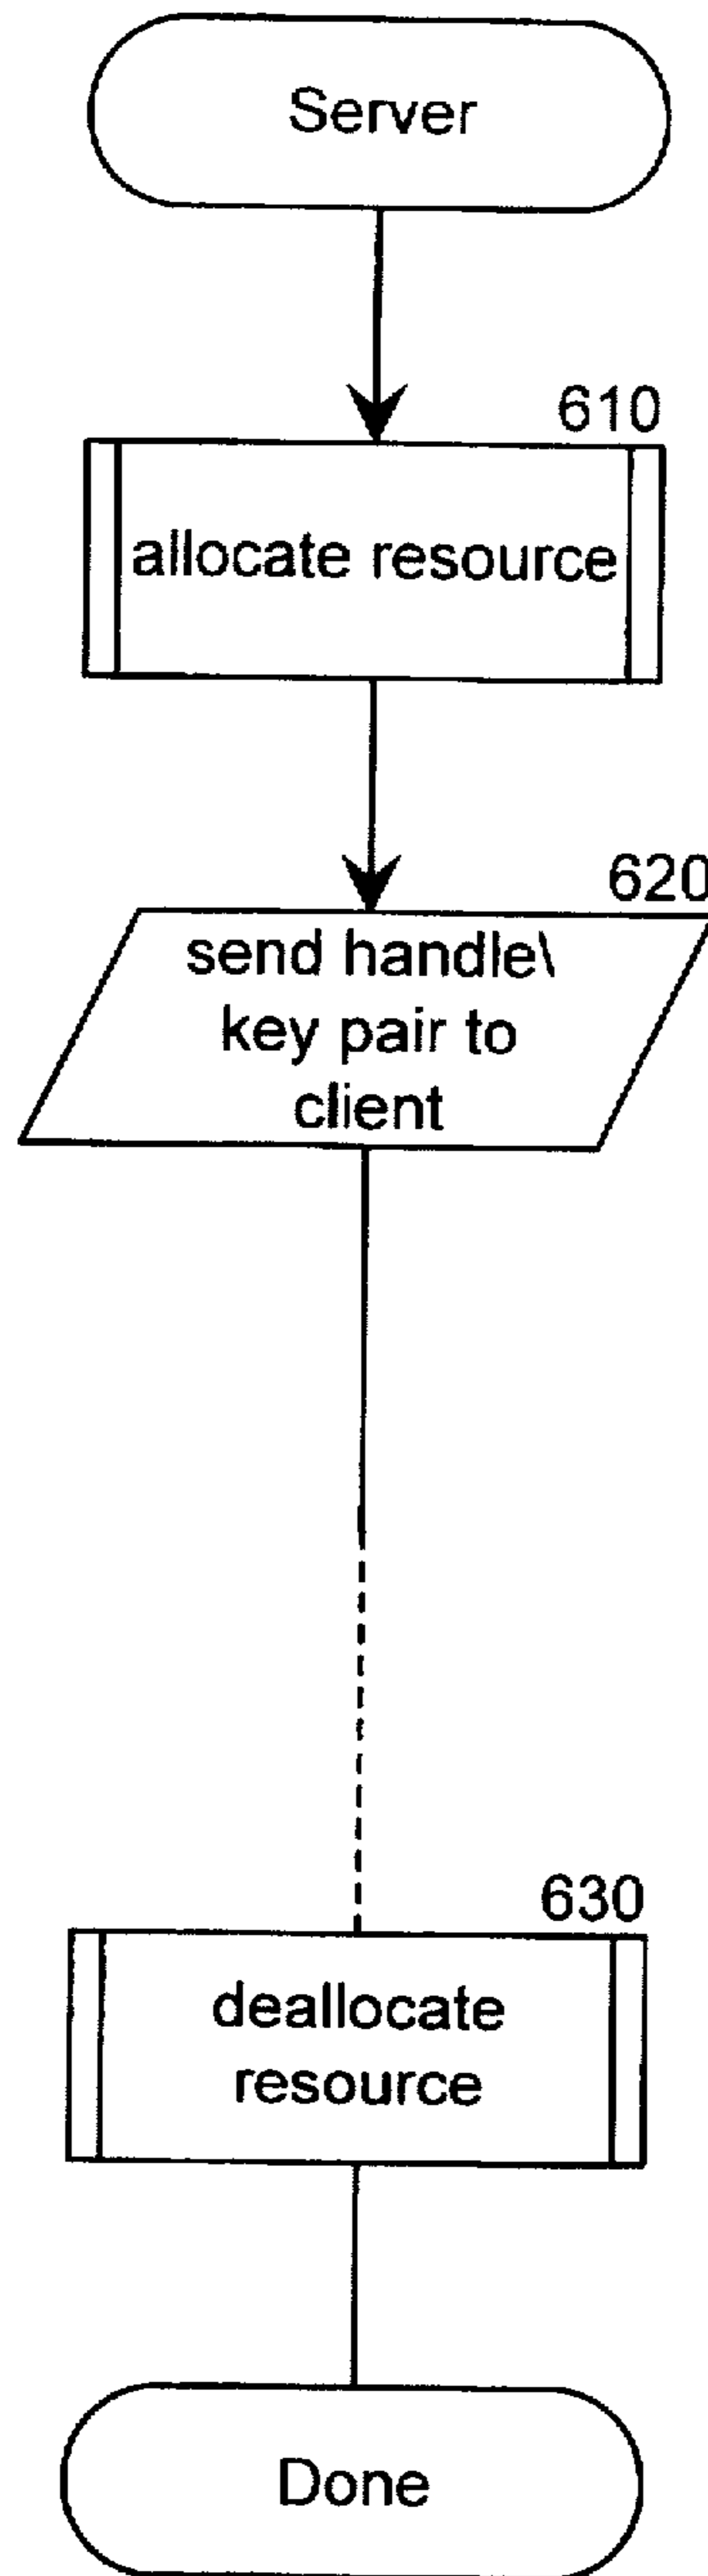 Server
610
allocate resource
620
send handle\
key pair to
client
630
deallocate
resource
Done